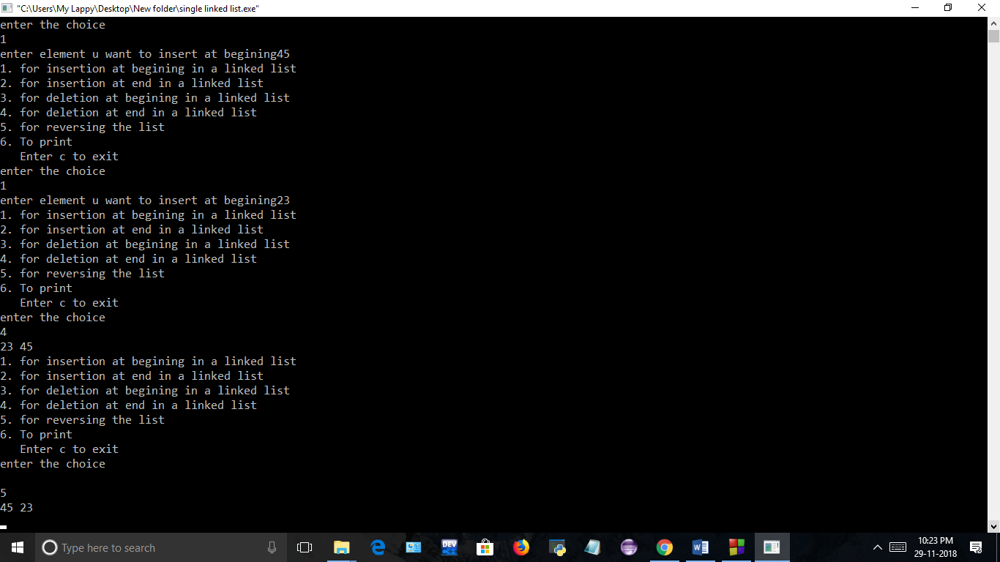 "C:\Users\My Lappy\Desktop\New folder\single linked list.exe"
enter the choice
1
enter element u want to insert at begining45
1. for insertion at begining in a linked list
2. for insertion at end in a linked list
3. for deletion at begining in a linked list
4. for deletion at end in a linked list
5. for reversing the list
6. To print
   Enter c to exit
enter the choice
1
enter element u want to insert at begining23
1. for insertion at begining in a linked list
2. for insertion at end in a linked list
3. for deletion at begining in a linked list
4. for deletion at end in a linked list
5. for reversing the list
6. To print
   Enter c to exit
enter the choice
4
23 45
1. for insertion at begining in a linked list
2. for insertion at end in a linked list
3. for deletion at begining in a linked list
4. for deletion at end in a linked list
5. for reversing the list
6. To print
   Enter c to exit
enter the choice
5
45 23
Type here to search
DEV
10:23 PM
29-11-2018